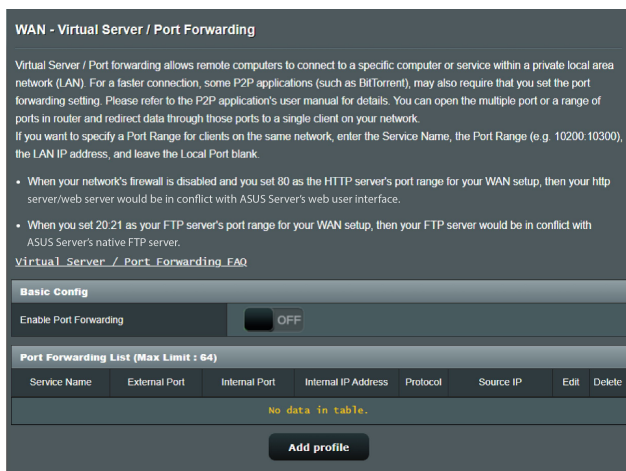 WAN - Virtual Server / Port Forwarding
Virtual Server / Port forwarding allows remote computers to connect to a specific computer or service within a private local area
network (LAN). For a faster connection, some P2P applications (such as BitTorrent), may also require that you set the port
forwarding setting. Please refer to the P2P application's user manual for details. You can open the multiple port or a range of
ports in router and redirect data through those ports to a single client on your network.
If you want to specify a Port Range for clients on the same network, enter the Service Name, the Port Range (e.g. 10200:10300),
the LAN IP address, and leave the Local Port blank.
• When your network's firewall is disabled and you set 80 as the HTTP server's port range for your WAN setup, then your http
server/web server would be in conflict with ASUS Server's web user interface.
• When you set 20:21 as your FTP server's port range for your WAN setup, then your FTP server would be in conflict with
ASUS Server's native FTP server.
Virtual Server / Port Forwarding FAQ
Basic Config
Enable Port Forwarding OFF
Port Forwarding List (Max Limit : 64)
Service Name External Port Internal Port Internal IP Address Protocol Source IP Edit Delete
No data in table.
Add profile